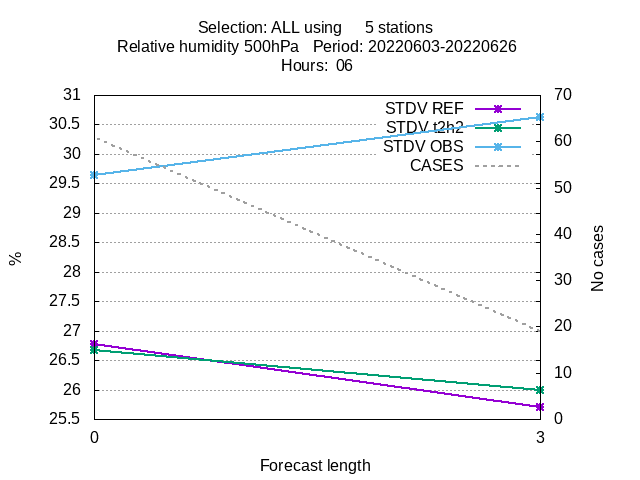 Selection: ALL using 5 stations
Relative humidity 500hPa Period: 20220603-20220626
Hours: 06
STDV REF
STDV t2h2
STDV OBS
CASES
31
30.5
30
29.5
29
28.5
28
27.5
27
26.5
26
25.5
70
60
50
40
30
20
10
0
%
No cases
0 3
Forecast length